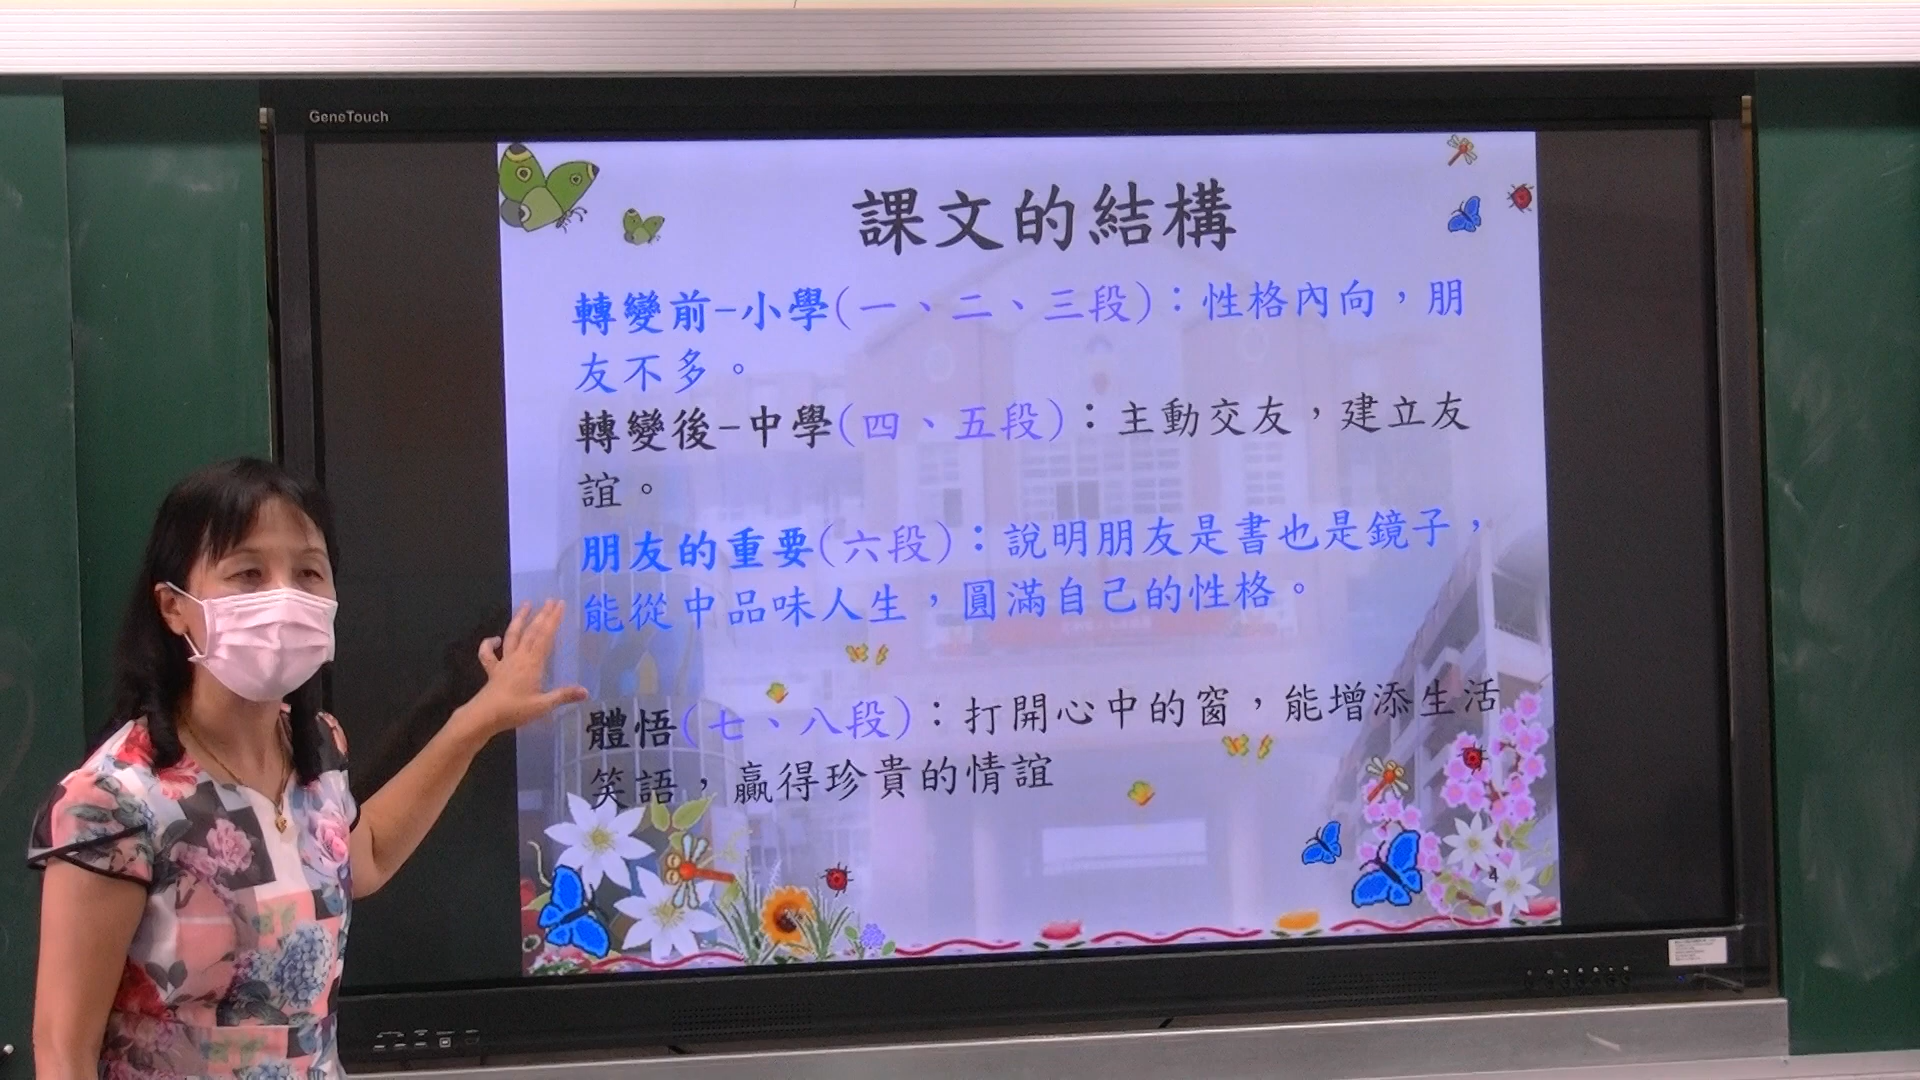 GeneTouch
課文的結構
轉變前-小學(一、二、三段)：性格內向，朋
友不多。
轉變後-中學(四、五段)：主動交友，建立友
誼。
朋友的重要(六段)：說明朋友是書也是鏡子，
能從中品味人生，圓滿自己的性格。
體悟(七、八段)：打開心中的窗，能增添生活
笑語，贏得珍貴的情誼
4